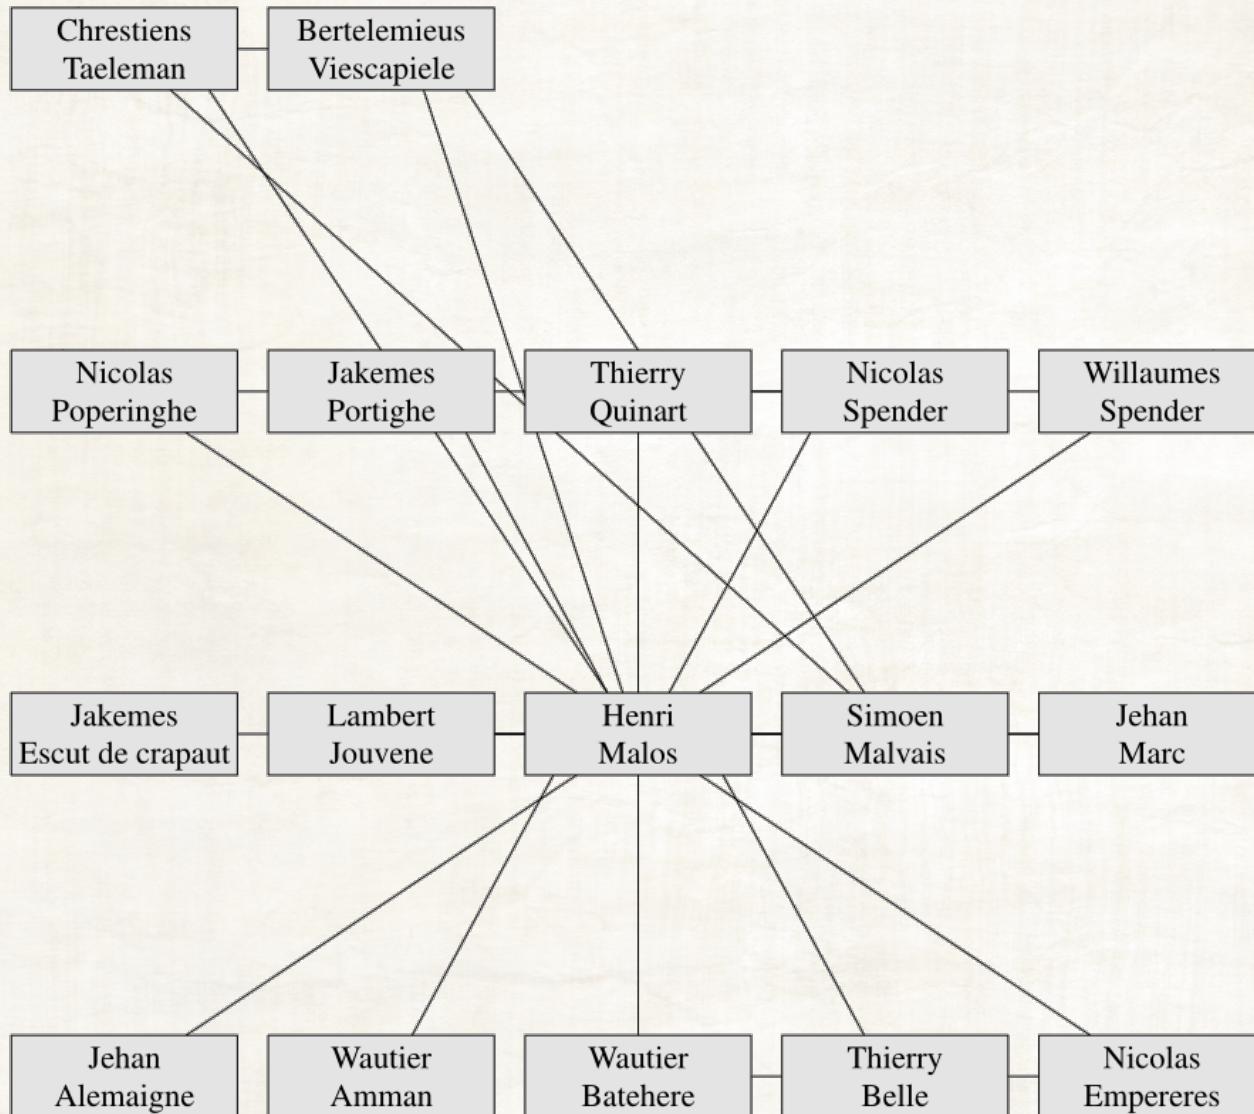 Chrestiens
Taeleman
Bertelemieus
Viescapiele
Nicolas
Poperinghe
Jakemes
Portighe
Thierry
Quinart
Nicolas
Spender
Willaumes
Spender
Jakemes
Escut de crapaut
Lambert
Jouvene
Henri
Malos
Simoen
Malvais
Jehan
Marc
Jehan
Alemaigne
Wautier
Amman
Wautier
Batehere
Thierry
Belle
Nicolas
Empereres